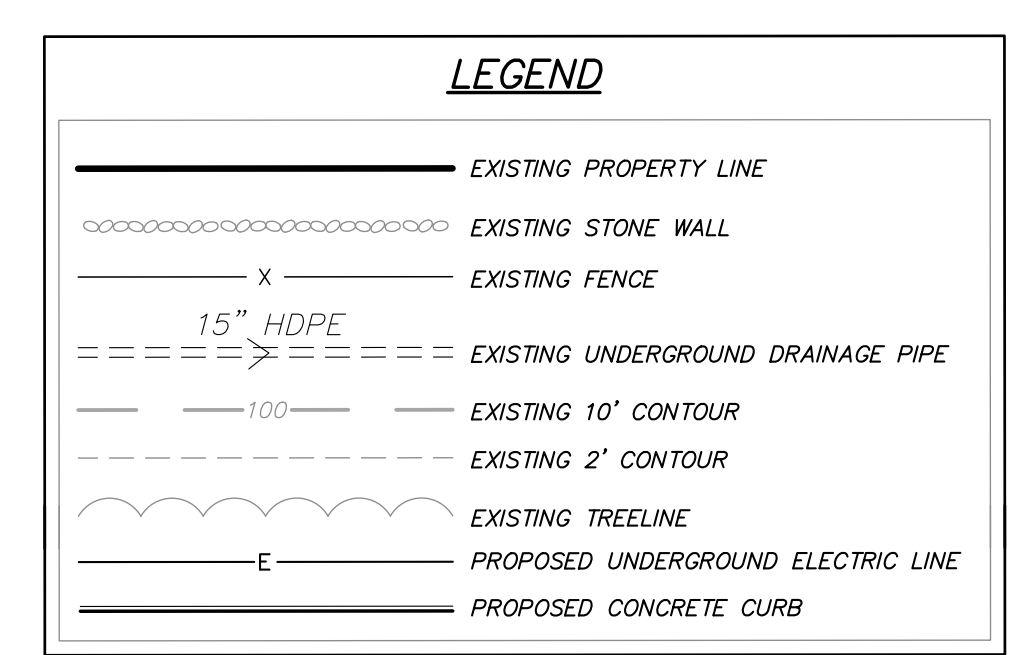 LEGEND
EXISTING PROPERTY LINE
EXISTING STONE WALL
X EXISTING FENCE
15" HDPE
EXISTING UNDERGROUND DRAINAGE PIPE
100 EXISTING 10' CONTOUR
EXISTING 2' CONTOUR
EXISTING TREELINE
E PROPOSED UNDERGROUND ELECTRIC LINE
PROPOSED CONCRETE CURB